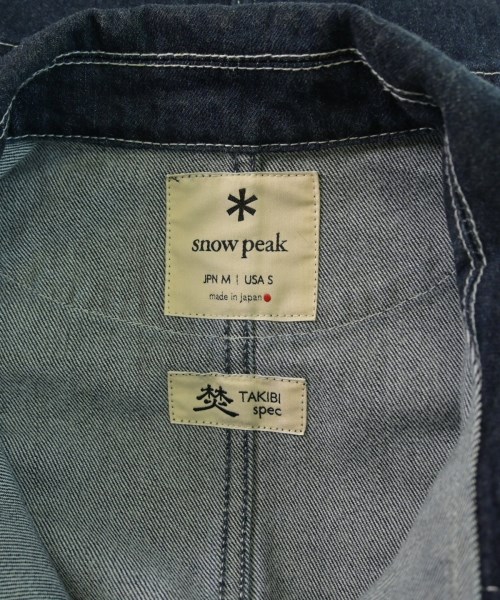 snow peak
JPN M | USA S
made in japan
焚 TAKIBI
spec